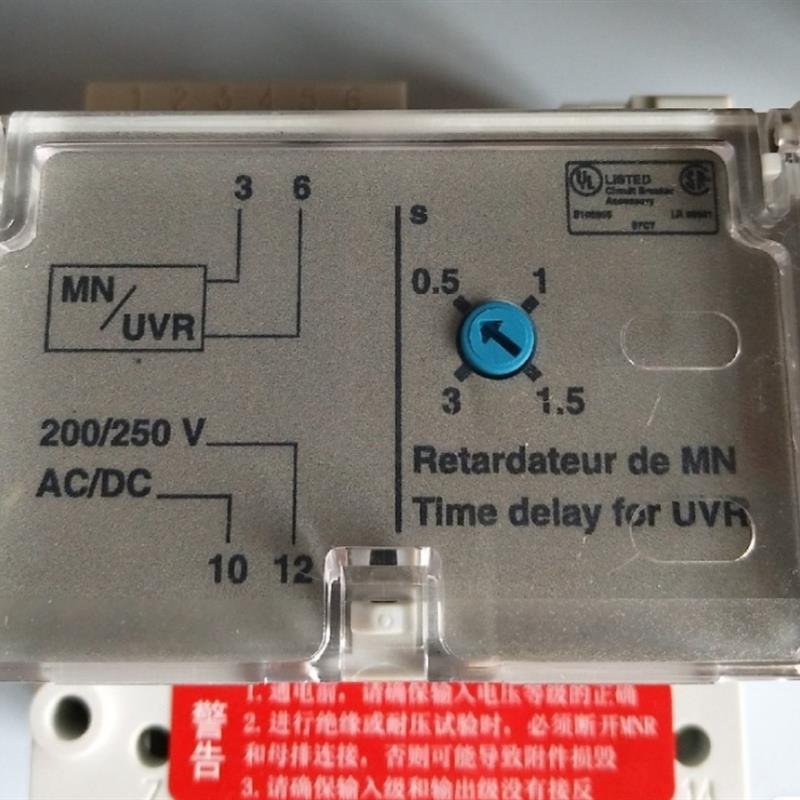 1 2 3 4 5 6
3 6
MN/UVR
200/250 V
AC/DC
10 12
s
0.5 1
3 1.5
Retardateur de MN
Time delay for UVR
UL LISTED
Circuit Breaker
Accessory
警告
1. 通电前，请确保输入电压等级的正确
2. 进行绝缘或耐压试验时，必须断开MNR
和母排连接，否则可能导致附件损毁
3. 请确保输入级和输出级没有接反
7 14